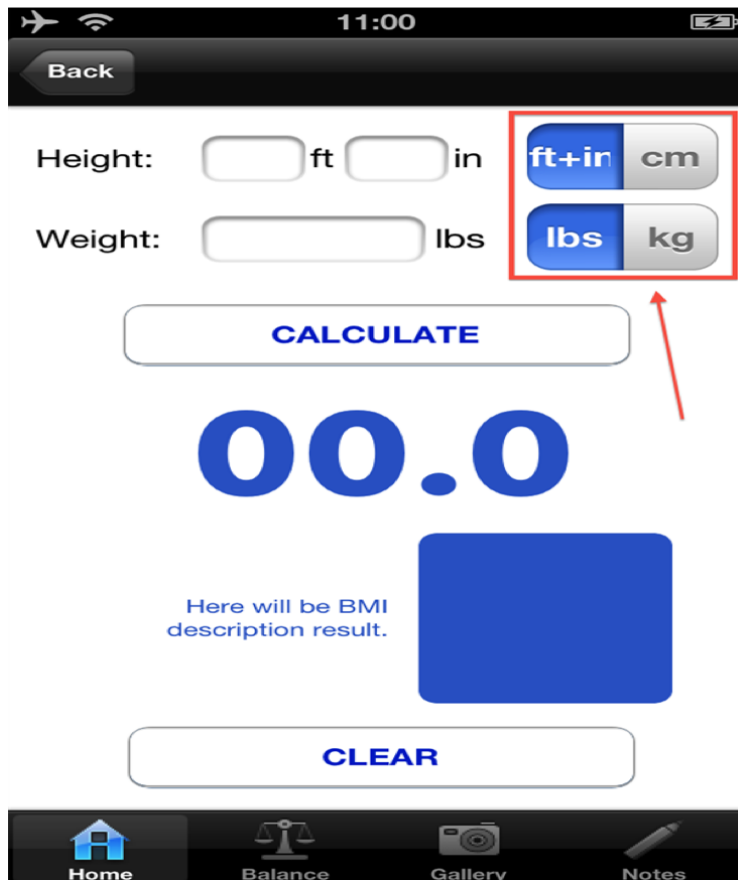 11:00
Back
Height: ft in ft+in cm
Weight: lbs lbs kg
CALCULATE
00.0
Here will be BMI
description result.
CLEAR
Home Balance Gallery Notes